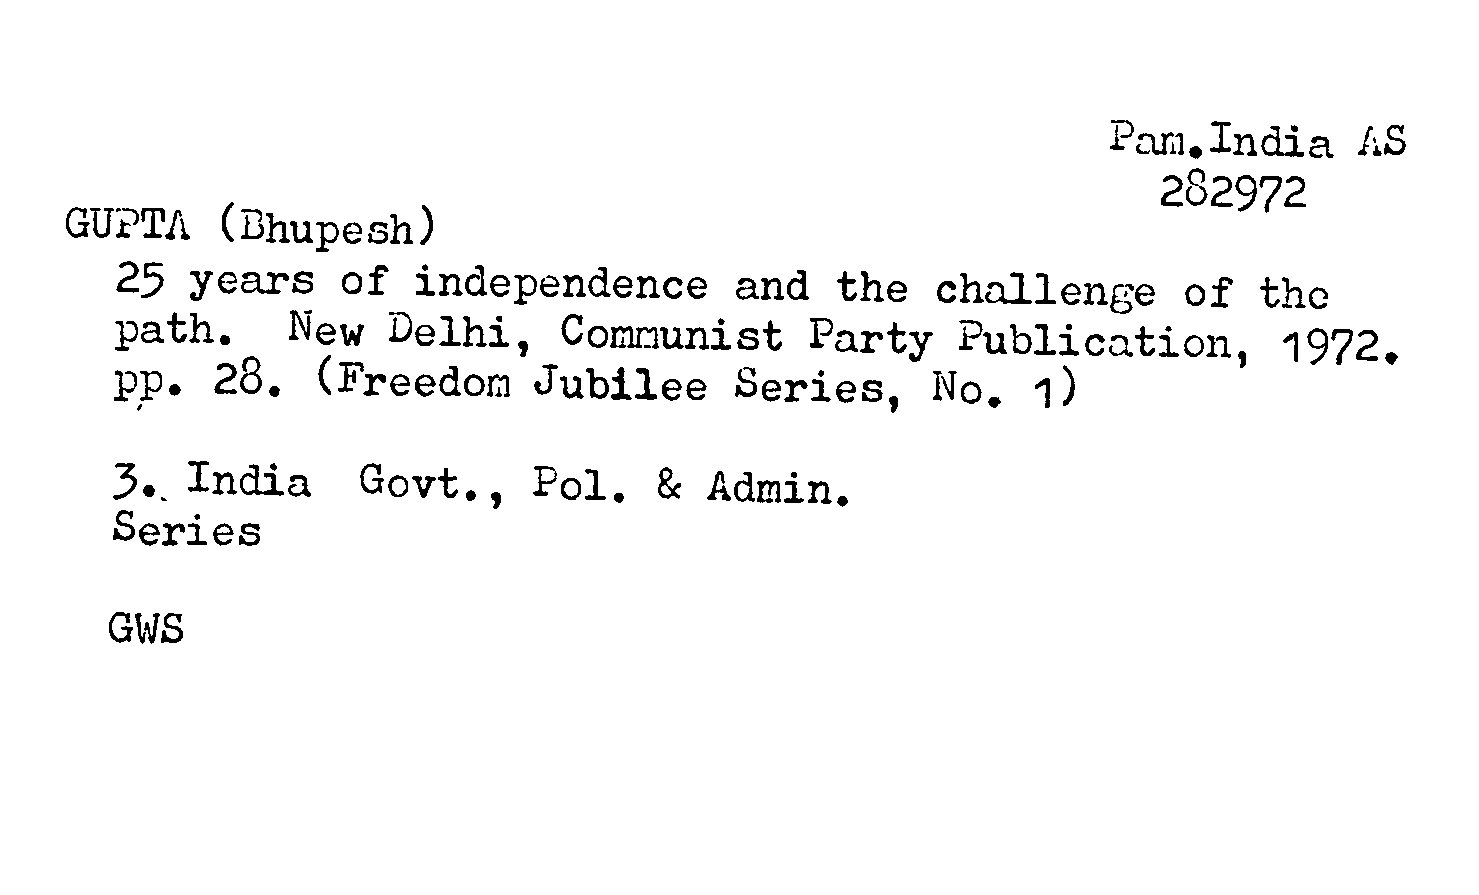 Pam.India AS
282972
GUPTA (Bhupesh)
25 years of independence and the challenge of the
path. New Delhi, Communist Party Publication, 1972.
pp. 28. (Freedom Jubilee Series, No. 1)
3. India Govt., Pol. & Admin.
Series
GWS